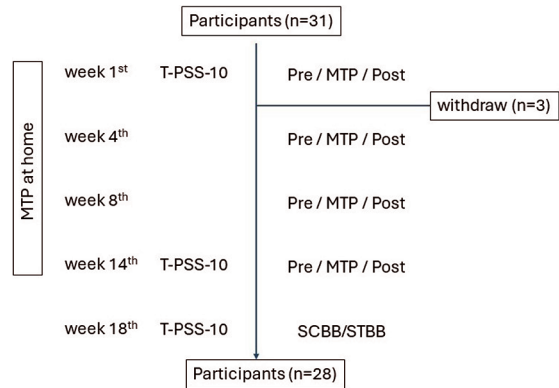 Participants (n=31)
MTP at home
week 1st T-PSS-10 Pre / MTP / Post
withdraw (n=3)
week 4th Pre / MTP / Post
week 8th Pre / MTP / Post
week 14th T-PSS-10 Pre / MTP / Post
week 18th T-PSS-10 SCBB/STBB
Participants (n=28)